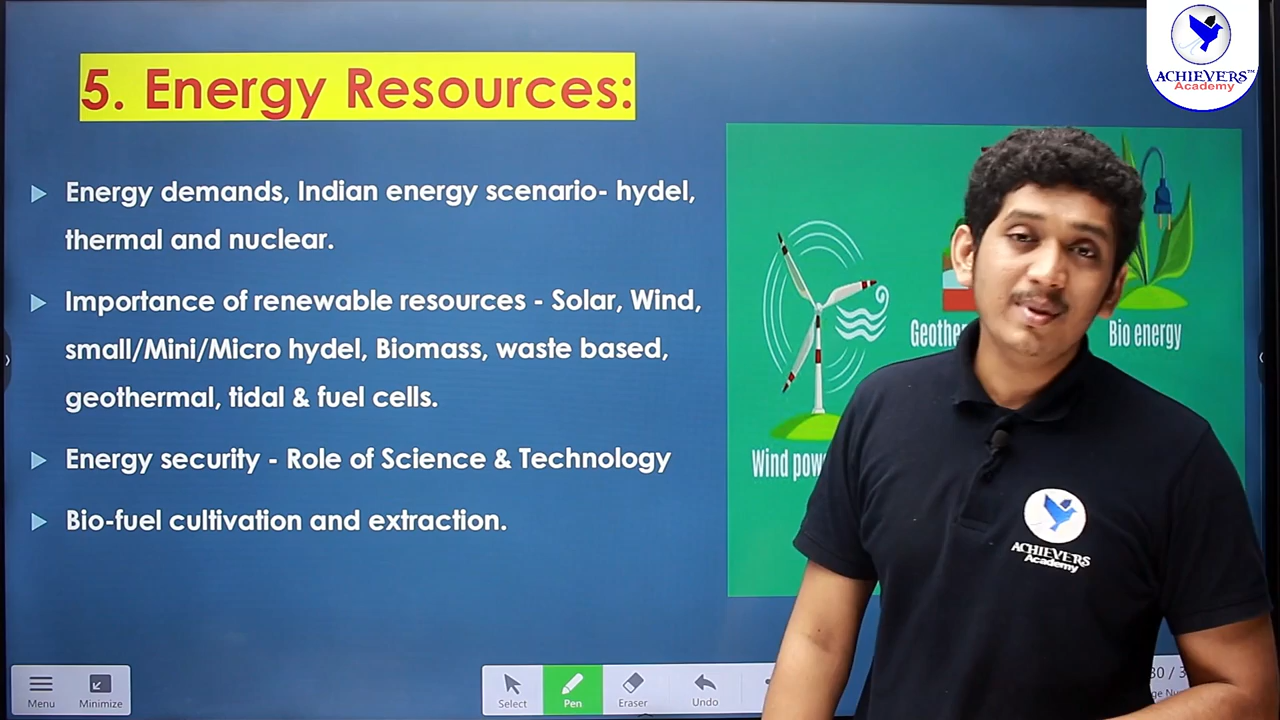 ACHIEVERS™
Academy
5. Energy Resources:
Energy demands, Indian energy scenario- hydel,
thermal and nuclear.
Importance of renewable resources - Solar, Wind,
small/Mini/Micro hydel, Biomass, waste based,
geothermal, tidal & fuel cells.
Energy security - Role of Science & Technology
Bio-fuel cultivation and extraction.
Bio energy
Wind
ACHIEVERS
Academy
Menu
Minimize
Select
Pen
Eraser
Undo